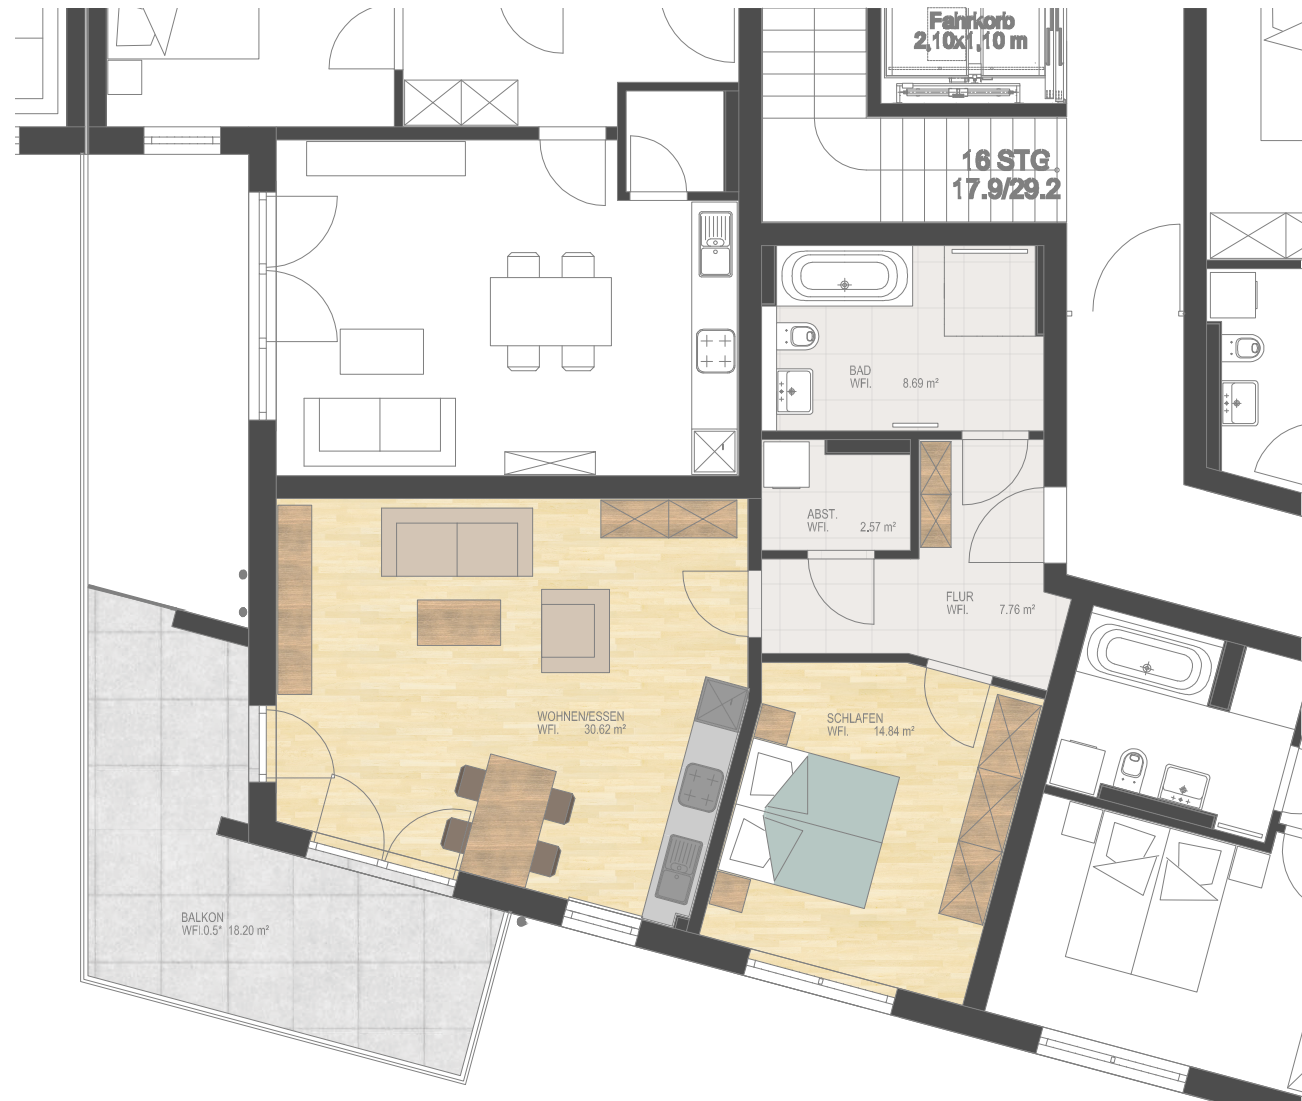 Fahrkorb
2,10x1,10 m
16 STG
17.9/29.2
BAD
WFl. 8.69 m²
ABST.
WFl. 2.57 m²
FLUR
WFl. 7.76 m²
WOHNEN/ESSEN
WFl. 30.62 m²
SCHLAFEN
WFl. 14.84 m²
BALKON
WFl.0.5* 18.20 m²